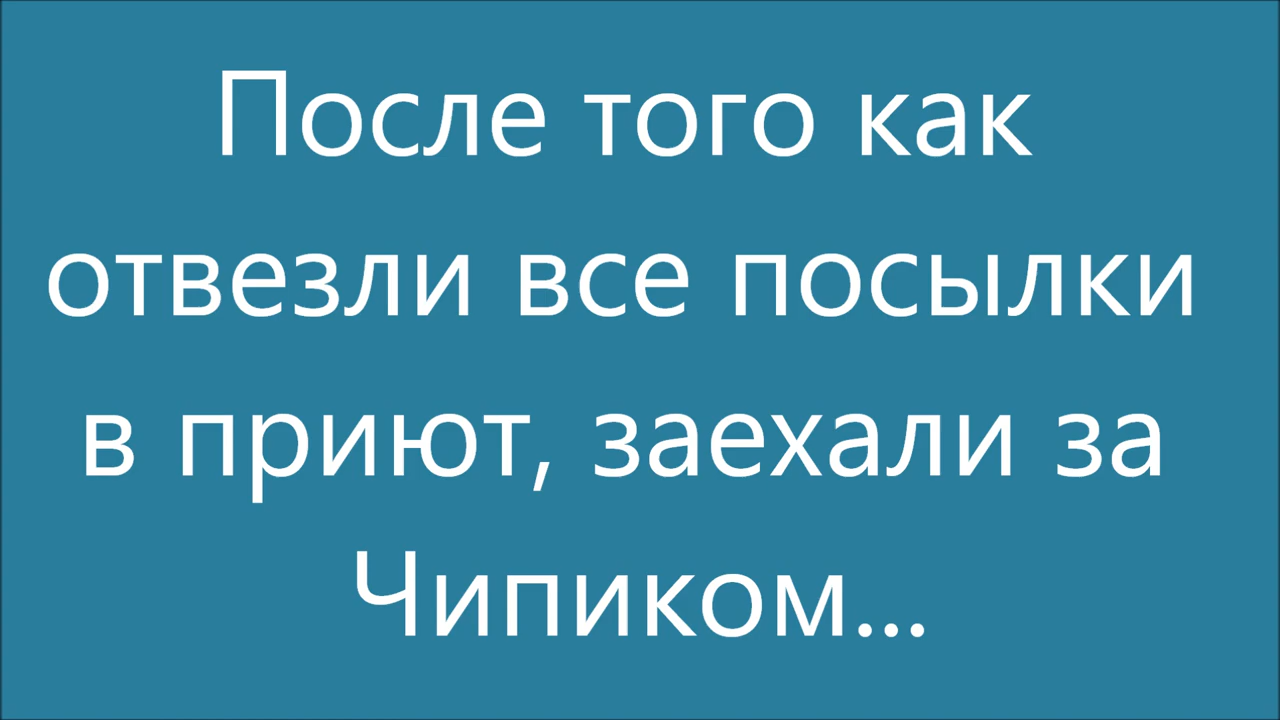 После того как
отвезли все посылки
в приют, заехали за
Чипиком...